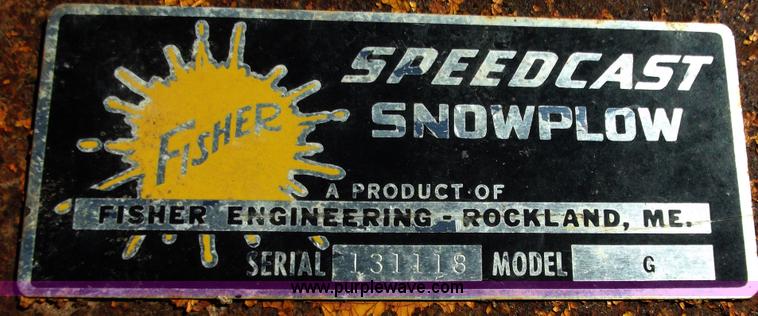 SPEEDCAST
SNOWPLOW
FISHER
A PRODUCT OF
FISHER ENGINEERING - ROCKLAND, ME.
SERIAL 131118 MODEL G
www.purplewave.com